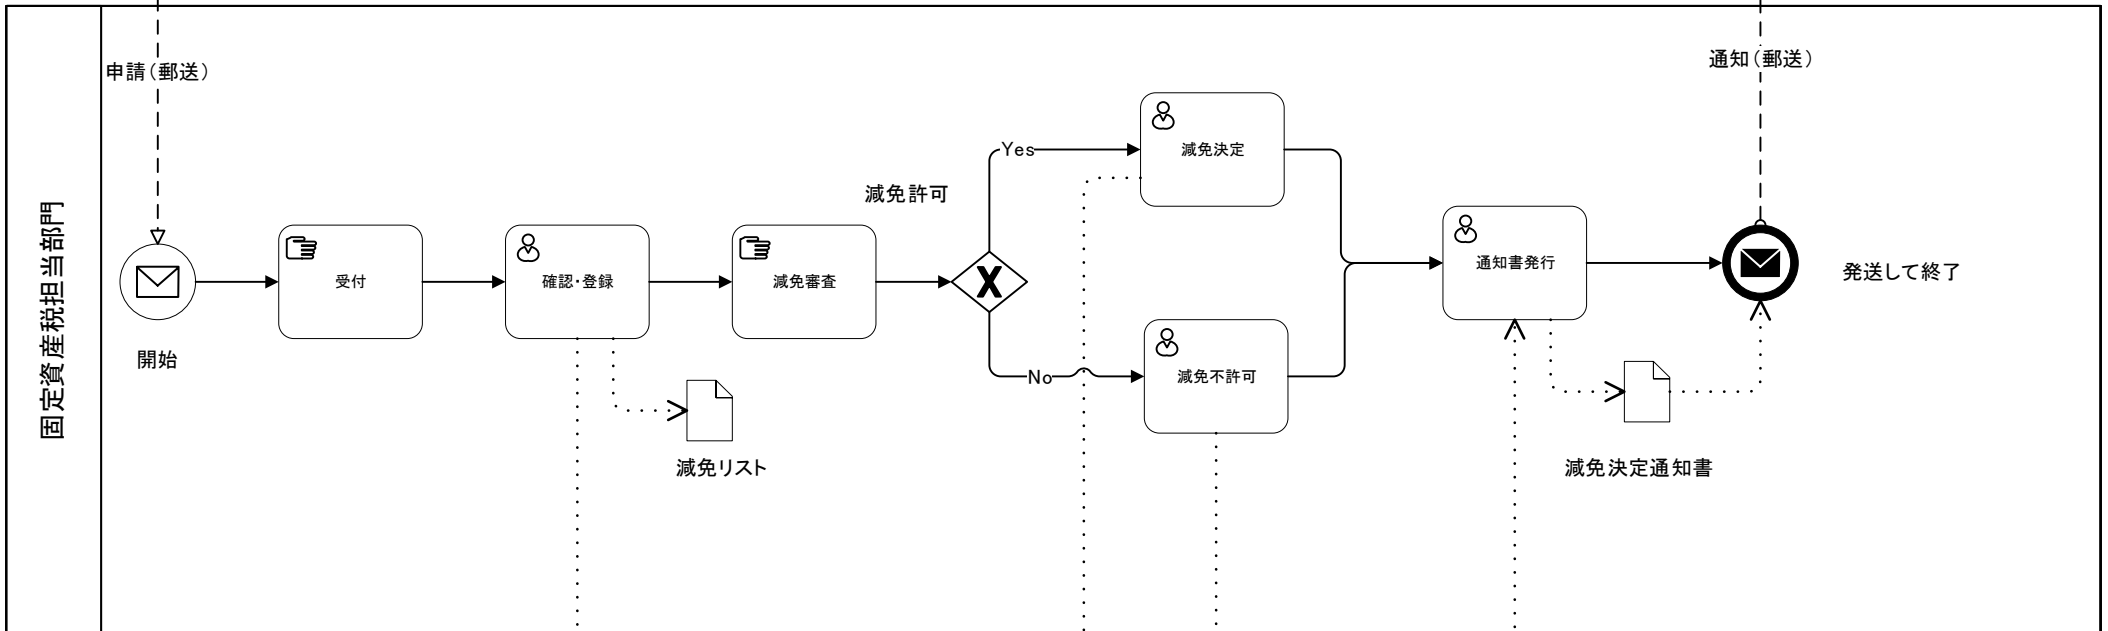 固定資産税担当部門
申請(郵送)
開始
受付
確認・登録
減免リスト
減免審査
減免許可
Yes
No
減免決定
減免不許可
通知書発行
減免決定通知書
通知(郵送)
発送して終了